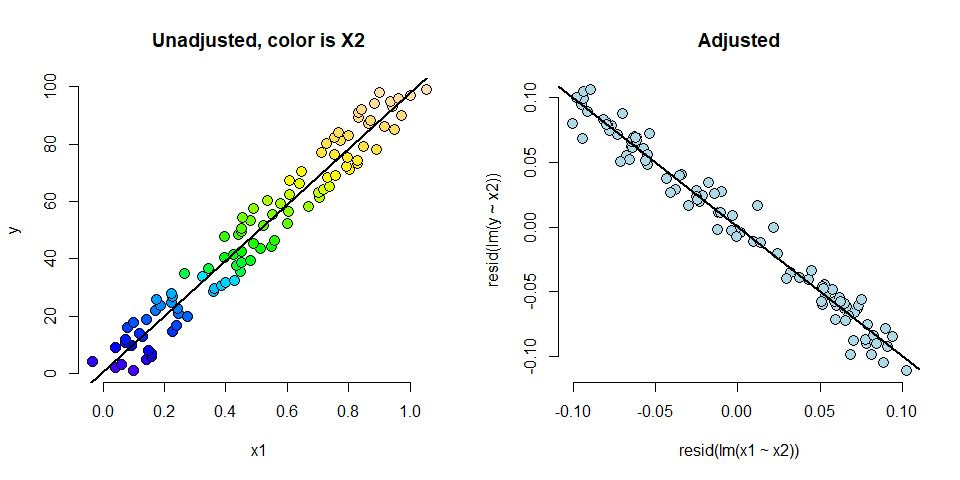 Unadjusted, color is X2
100
80
60
40
20
0
y
0.0 0.2 0.4 0.6 0.8 1.0
x1
Adjusted
0.10
0.05
0.00
-0.05
-0.10
resid(lm(y ~ x2))
-0.10 -0.05 0.00 0.05 0.10
resid(lm(x1 ~ x2))